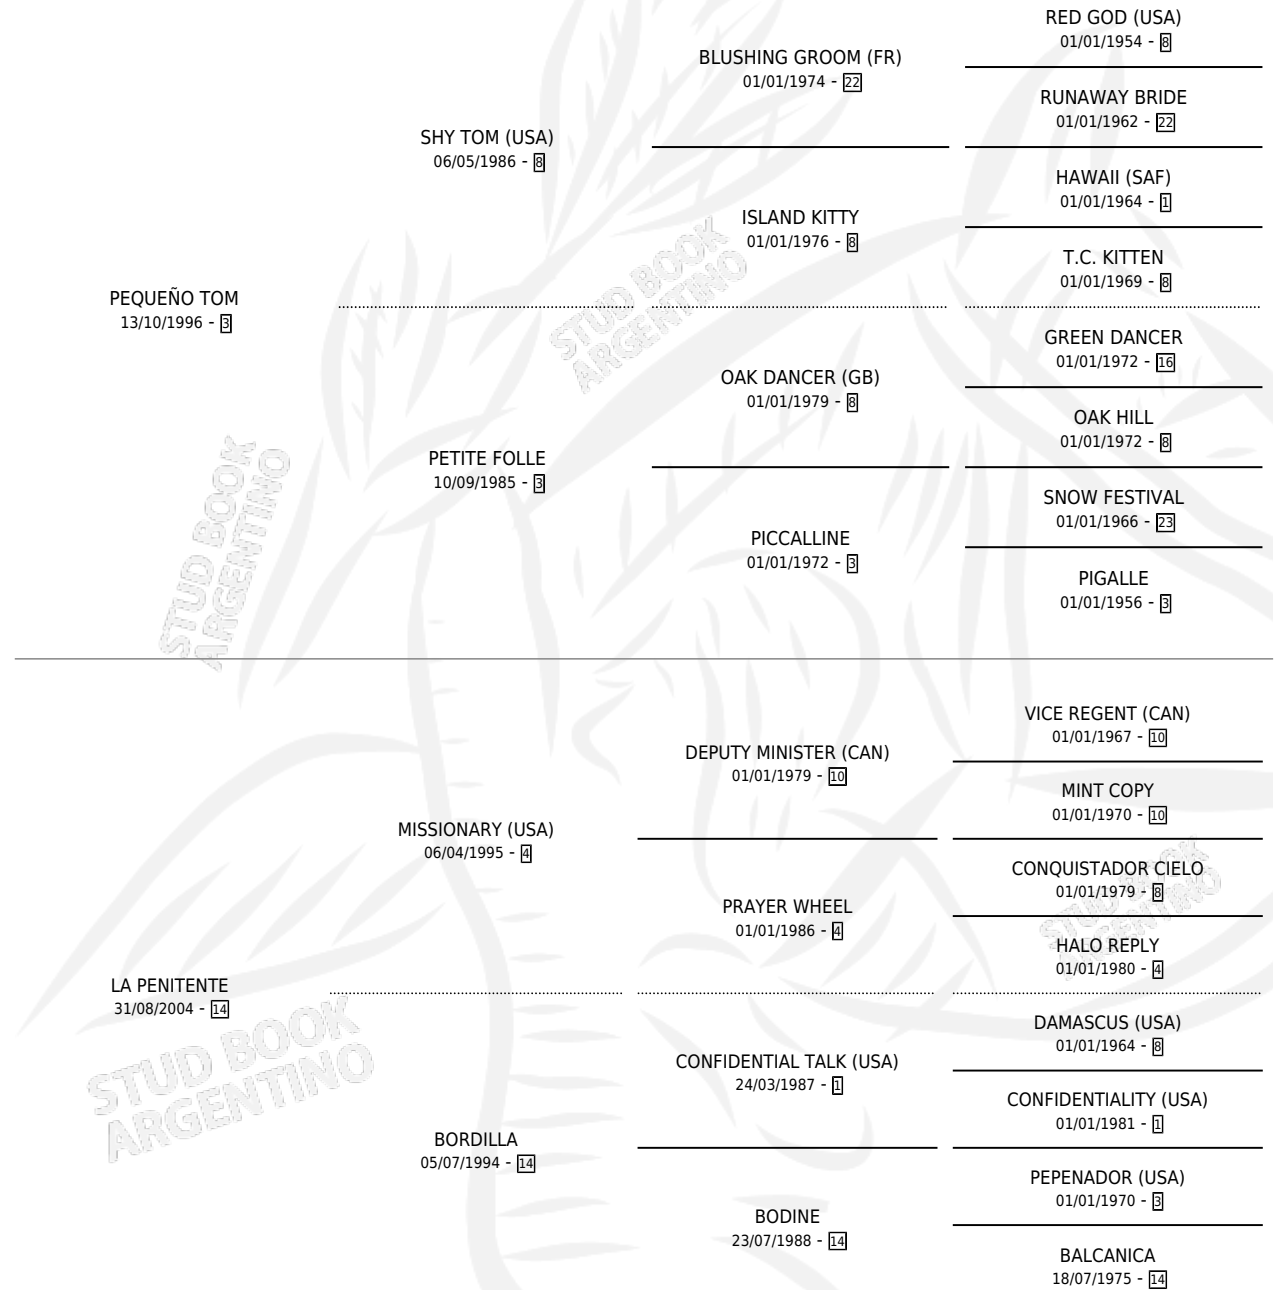 RED GOD (USA)
01/01/1954 - 8
BLUSHING GROOM (FR)
01/01/1974 - 22
RUNAWAY BRIDE
01/01/1962 - 22
SHY TOM (USA)
06/05/1986 - 8
HAWAII (SAF)
01/01/1964 - 1
ISLAND KITTY
01/01/1976 - 8
T.C. KITTEN
01/01/1969 - 8
STUD BOOK
ARGENTINO
PEQUEÑO TOM
13/10/1996 - 3
GREEN DANCER
01/01/1972 - 16
OAK DANCER (GB)
01/01/1979 - 8
OAK HILL
01/01/1972 - 8
PETITE FOLLE
10/09/1985 - 3
SNOW FESTIVAL
01/01/1966 - 23
PICCALLINE
01/01/1972 - 3
PIGALLE
01/01/1956 - 3
STUD BOOK
ARGENTINO
VICE REGENT (CAN)
01/01/1967 - 10
DEPUTY MINISTER (CAN)
01/01/1979 - 10
MINT COPY
01/01/1970 - 10
MISSIONARY (USA)
06/04/1995 - 4
CONQUISTADOR CIELO
01/01/1979 - 8
PRAYER WHEEL
01/01/1986 - 4
HALO REPLY
01/01/1980 - 4
STUD BOOK
ARGENTINO
LA PENITENTE
31/08/2004 - 14
DAMASCUS (USA)
01/01/1964 - 8
CONFIDENTIAL TALK (USA)
24/03/1987 - 1
CONFIDENTIALITY (USA)
01/01/1981 - 1
STUD BOOK
ARGENTINO
BORDILLA
05/07/1994 - 14
PEPENADOR (USA)
01/01/1970 - 3
BODINE
23/07/1988 - 14
BALCANICA
18/07/1975 - 14